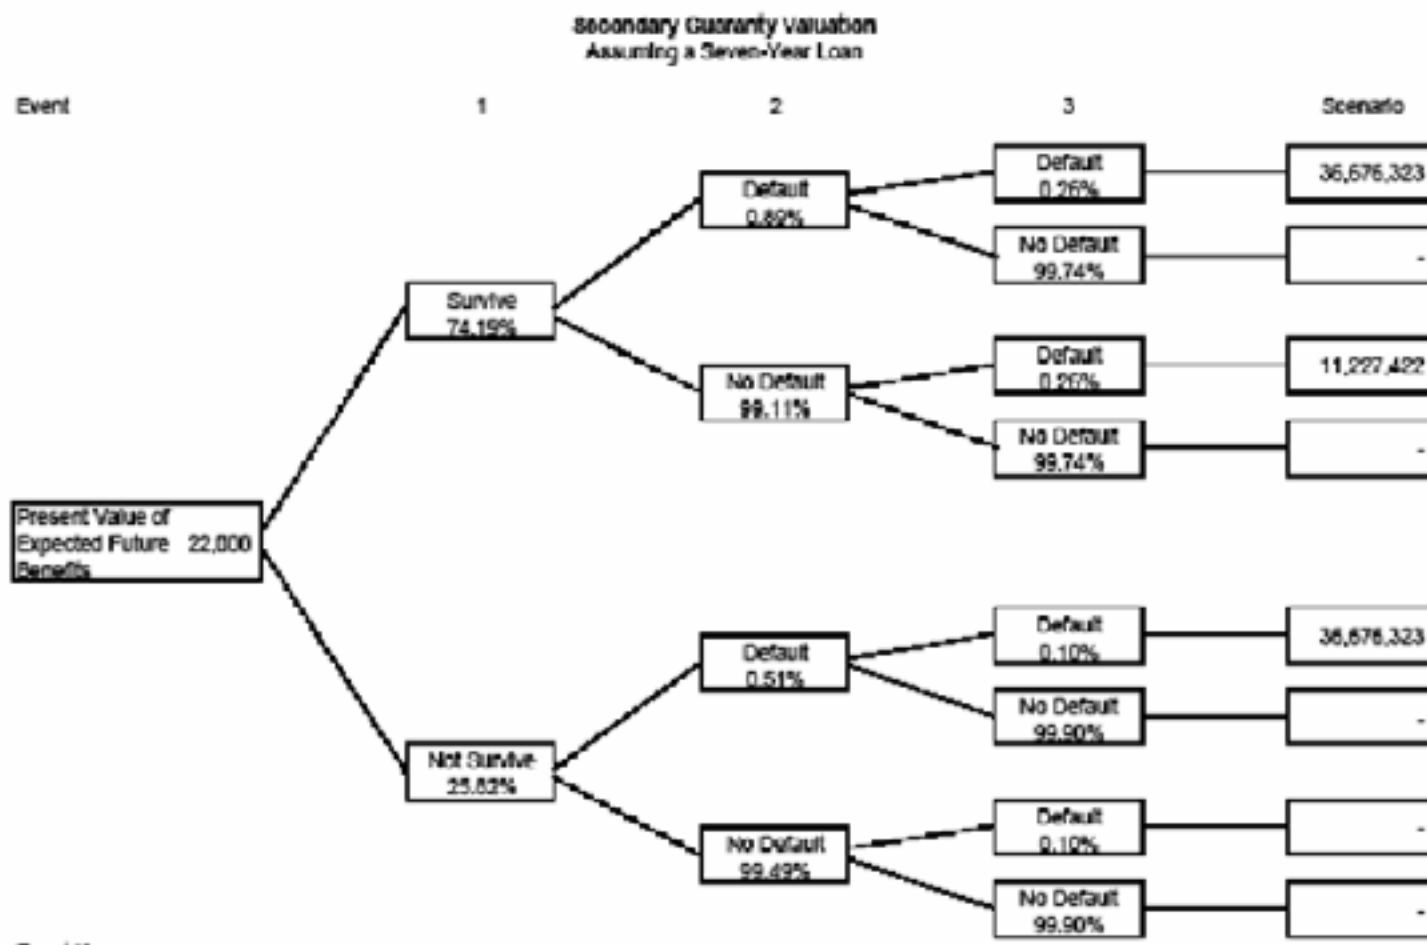 Secondary Guaranty Valuation
Assuming a Seven-Year Loan
Event 1 2 3 Scenario
Default
0.26%
36,676,323
Default
0.89%
No Default
99.74%
-
Survive
74.19%
Default
0.26%
11,227,422
No Default
99.11%
No Default
99.74%
-
Present Value of
Expected Future 22,000
Benefits
Default
0.10%
36,676,323
Default
0.51%
No Default
99.90%
-
Not Survive
Default
0.10%
-
No Default
99.49%
No Default
99.90%
-